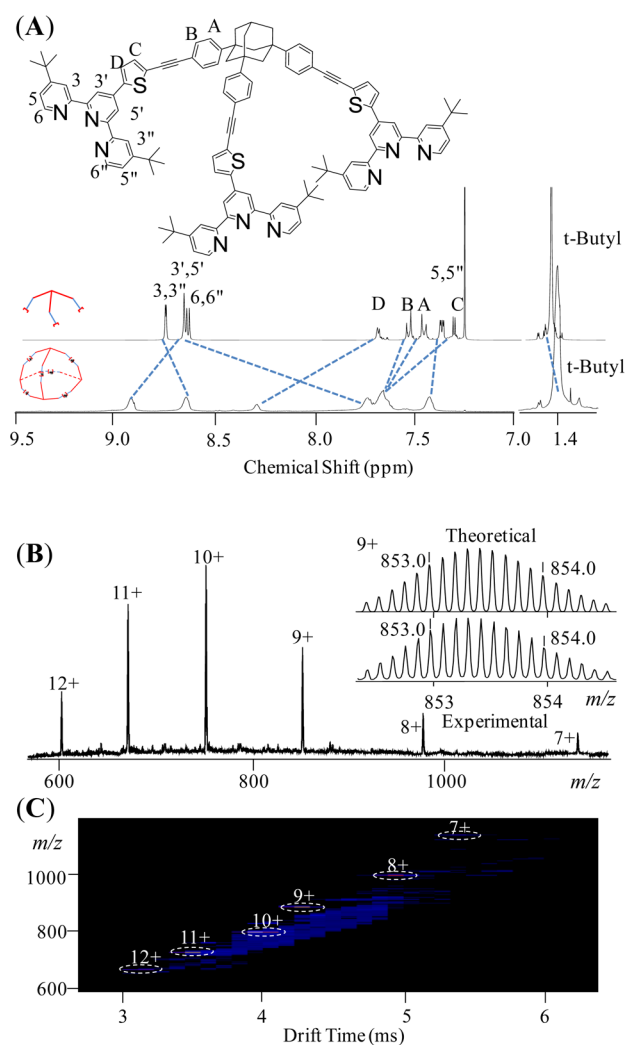 (A)
B A
D C
3 3' S
5
6 N 5'
N 3"
N
6" 5"
S
S
N N N
N N N
3',5'
3,3" 6,6"
D B A 5,5" C
t-Butyl
t-Butyl
9.5 9.0 8.5 8.0 7.5 7.0 1.4
Chemical Shift (ppm)
(B)
12+ 11+ 10+ 9+ 8+ 7+
9+ Theoretical
853.0 854.0
853.0 854.0
853 854 m/z
Experimental
600 800 1000 m/z
(C)
m/z
1000
800
600
7+
8+
9+
10+
11+
12+
3 4 5 6
Drift Time (ms)